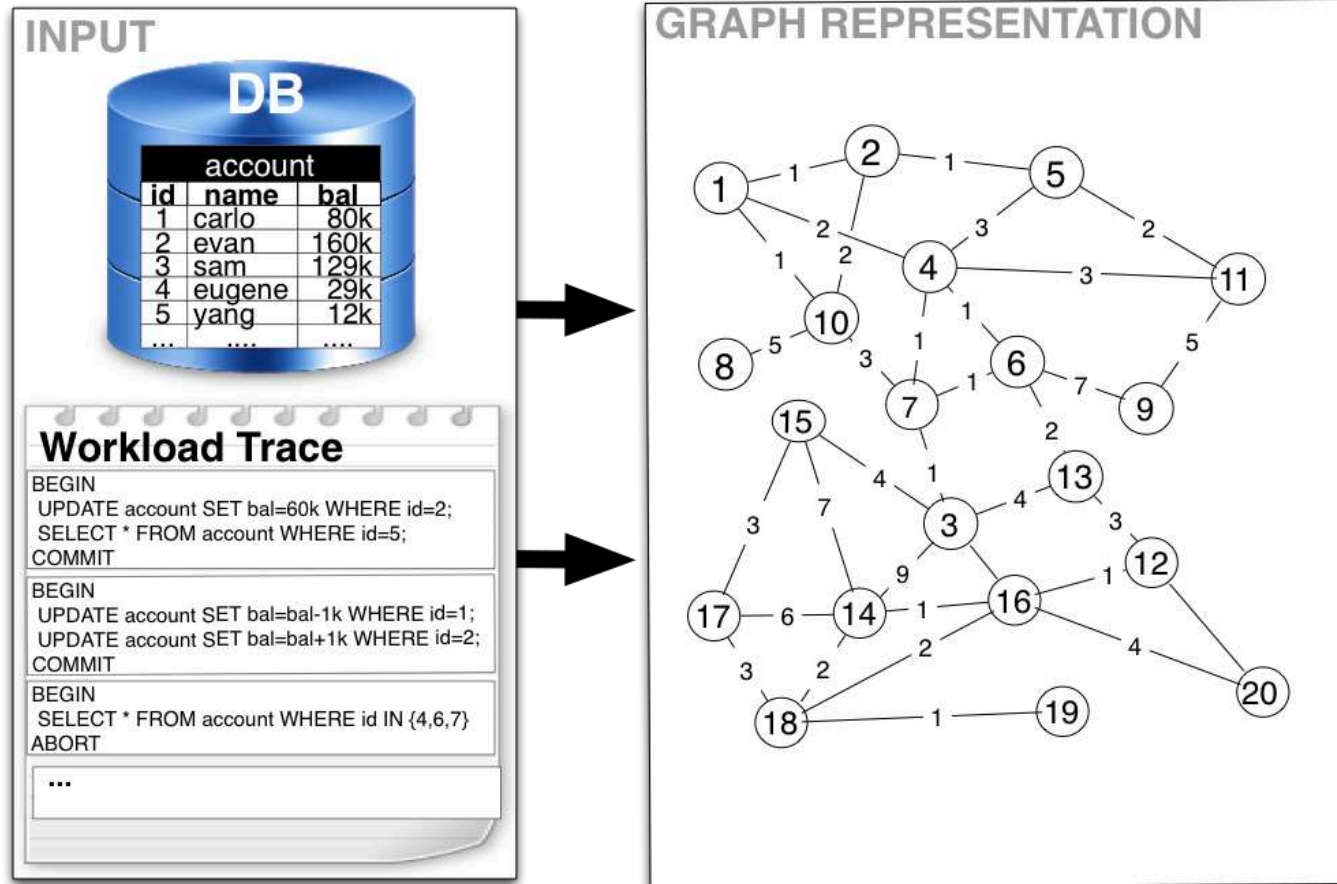 INPUT
DB
account
id name bal
1 carlo 80k
2 evan 160k
3 sam 129k
4 eugene 29k
5 yang 12k
... .... ....
Workload Trace
BEGIN
UPDATE account SET bal=60k WHERE id=2;
SELECT * FROM account WHERE id=5;
COMMIT
BEGIN
UPDATE account SET bal=bal-1k WHERE id=1;
UPDATE account SET bal=bal+1k WHERE id=2;
COMMIT
BEGIN
SELECT * FROM account WHERE id IN {4,6,7}
ABORT
...
GRAPH REPRESENTATION
2
1 1
5
1
2 3 2
1 2 4 3 11
10 1
8 5 3 1 6 5
7 1 7 9
15 2
4 1 13
3 7 3 4 3
9 1 12
17 6 14 1 16
3 2 2 4
18 1 19 20